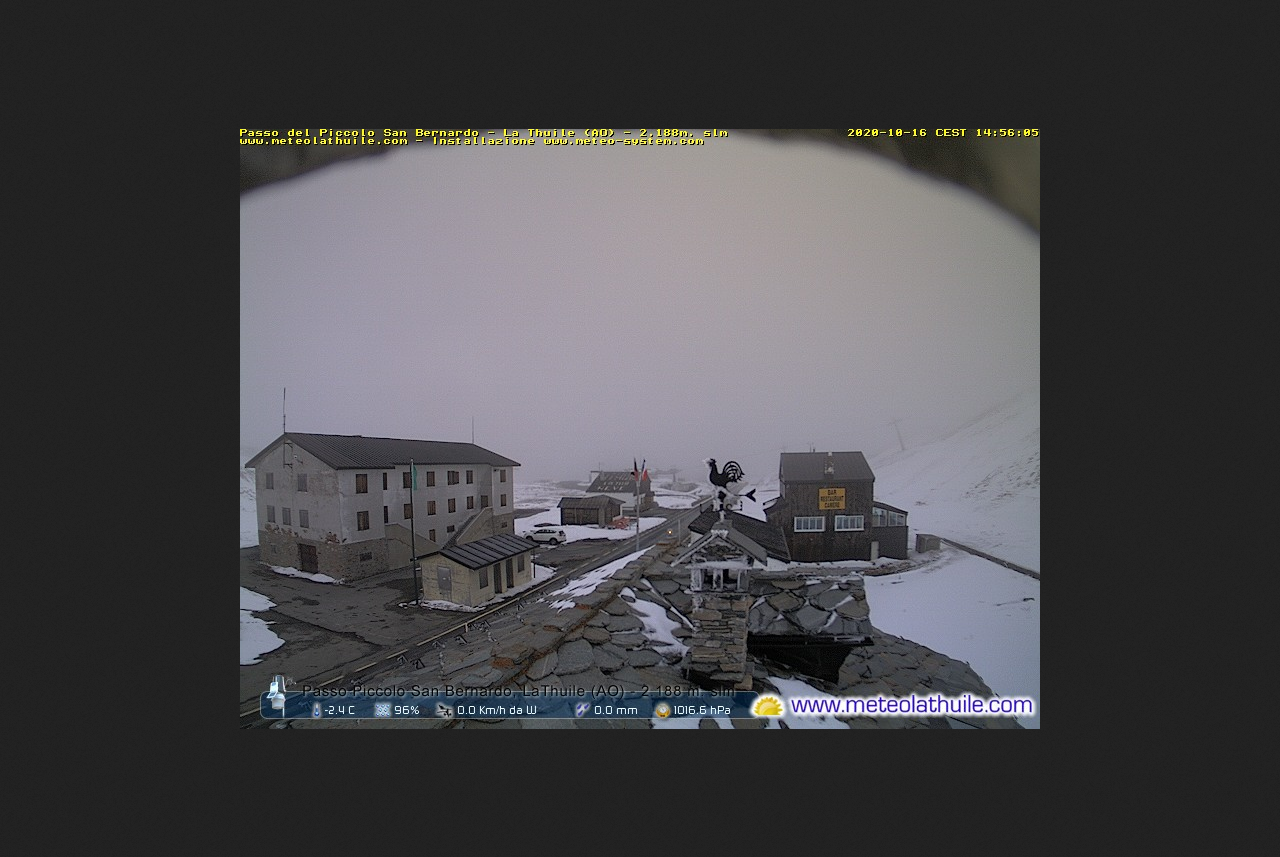 Passo del Piccolo San Bernardo - La Thuile (AO) - 2.188m. slm
2020-10-16 CEST 14:56:05
www.meteolathuile.com - Installazione www.meteo-system.com
BAR
RESTAURANT
Passo Piccolo San Bernardo, LaThuile (AO) - 2.188 m. slm
-2.4 C 96% 0.0 Km/h da W 0.0 mm 1016.6 hPa
www.meteolathuile.com